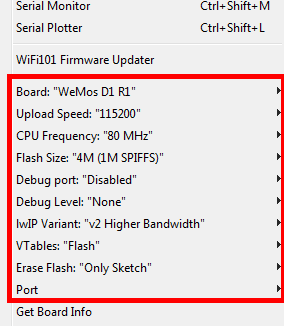 Serial Monitor Ctrl+Shift+M
Serial Plotter Ctrl+Shift+L
WiFi101 Firmware Updater
Board: "WeMos D1 R1"
Upload Speed: "115200"
CPU Frequency: "80 MHz"
Flash Size: "4M (1M SPIFFS)"
Debug port: "Disabled"
Debug Level: "None"
IwIP Variant: "v2 Higher Bandwidth"
VTables: "Flash"
Erase Flash: "Only Sketch"
Port
Get Board Info